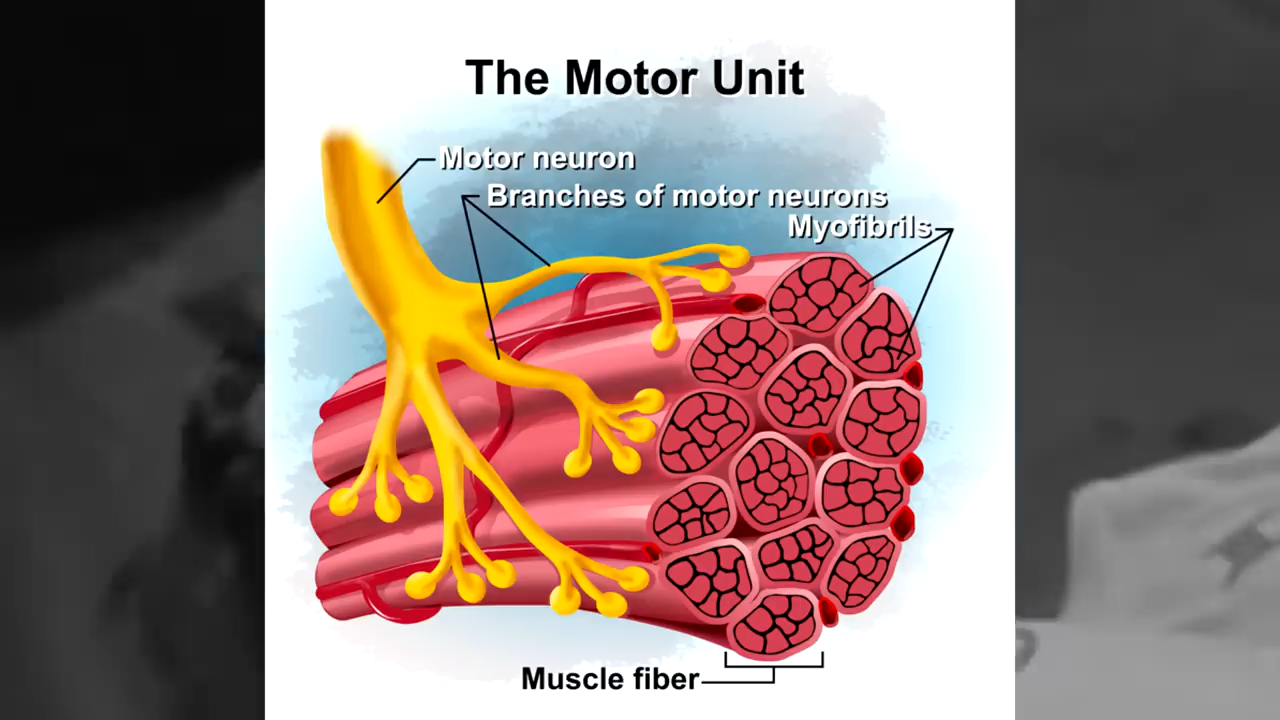 The Motor Unit
Motor neuron
Branches of motor neurons
Myofibrils
Muscle fiber